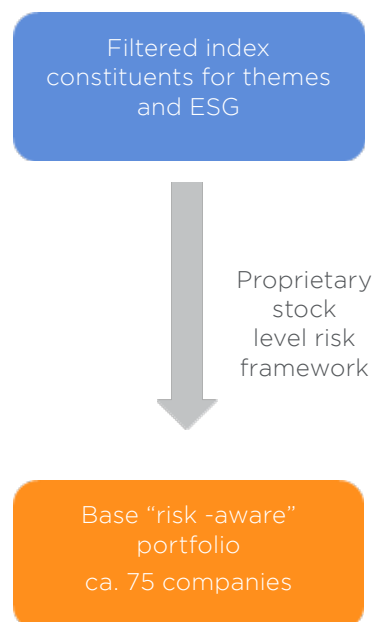 Filtered index
constituents for themes
and ESG
Proprietary
stock
level risk
framework
Base “risk -aware”
portfolio
ca. 75 companies